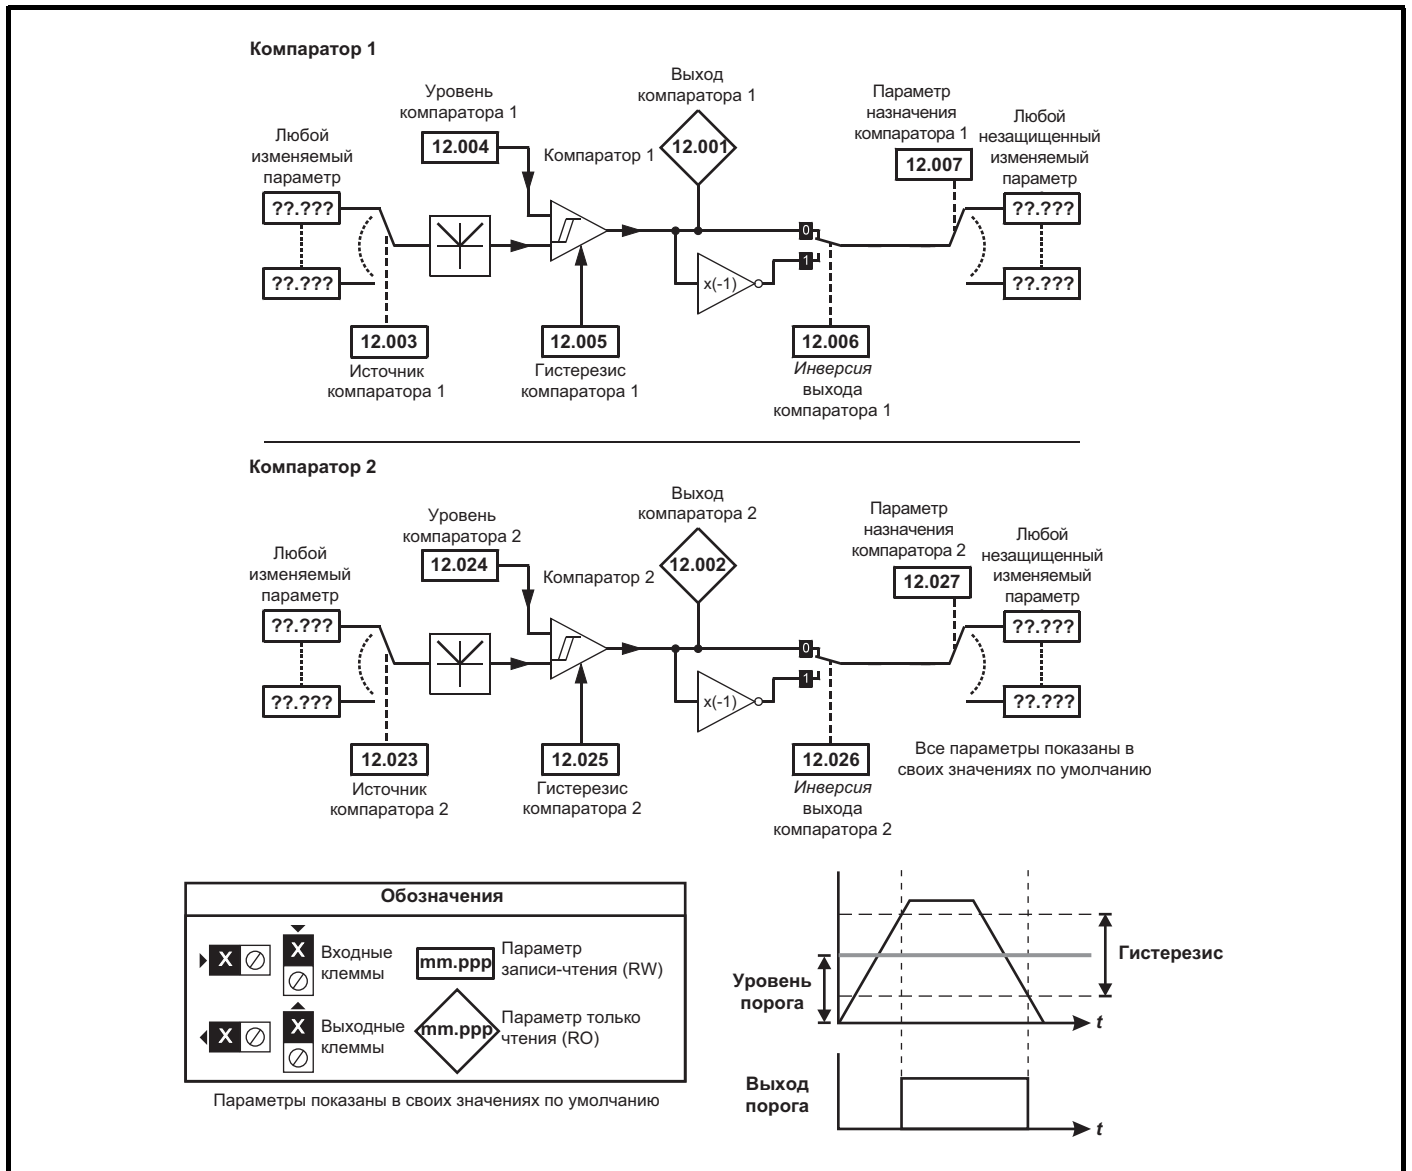 Компаратор 1
Выход
компаратора 1
Уровень
компаратора 1
Параметр
назначения
компаратора 1
Любой
изменяемый
параметр
Любой
незащищенный
изменяемый
параметр
12.004
Компаратор 1
12.001
12.007
??.???
??.???
0
1
x(-1)
??.???
??.???
12.003
12.005
12.006
Источник
компаратора 1
Гистерезис
компаратора 1
Инверсия
выхода
компаратора 1
Компаратор 2
Выход
компаратора 2
Уровень
компаратора 2
Параметр
назначения
компаратора 2
Любой
изменяемый
параметр
Любой
незащищенный
изменяемый
параметр
12.024
Компаратор 2
12.002
12.027
??.???
??.???
0
1
x(-1)
??.???
??.???
12.023
12.025
12.026
Источник
компаратора 2
Гистерезис
компаратора 2
Инверсия
выхода
компаратора 2
Все параметры показаны в
своих значениях по умолчанию
Обозначения
X
X
Входные
клеммы
mm.ppp
Параметр
записи-чтения (RW)
X
X
Выходные
клеммы
mm.ppp
Параметр только
чтения (RO)
Параметры показаны в своих значениях по умолчанию
Гистерезис
Уровень
порога
t
Выход
порога
t